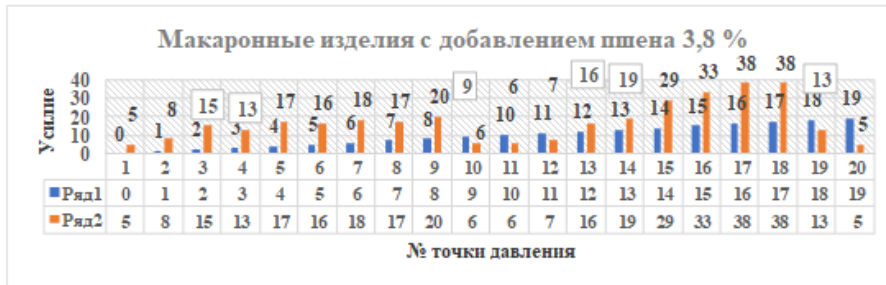 Макаронные изделия с добавлением пшена 3,8 %
Усилие
40
30
20
10
0
0 1 2 3 4 5 6 7 8 9 10 11 12 13 14 15 16 17 18 19
5 8 15 13 17 16 18 17 20 6 6 7 16 19 29 33 38 38 13 5
1 2 3 4 5 6 7 8 9 10 11 12 13 14 15 16 17 18 19 20
Ряд1 0 1 2 3 4 5 6 7 8 9 10 11 12 13 14 15 16 17 18 19
Ряд2 5 8 15 13 17 16 18 17 20 6 6 7 16 19 29 33 38 38 13 5
№ точки давления